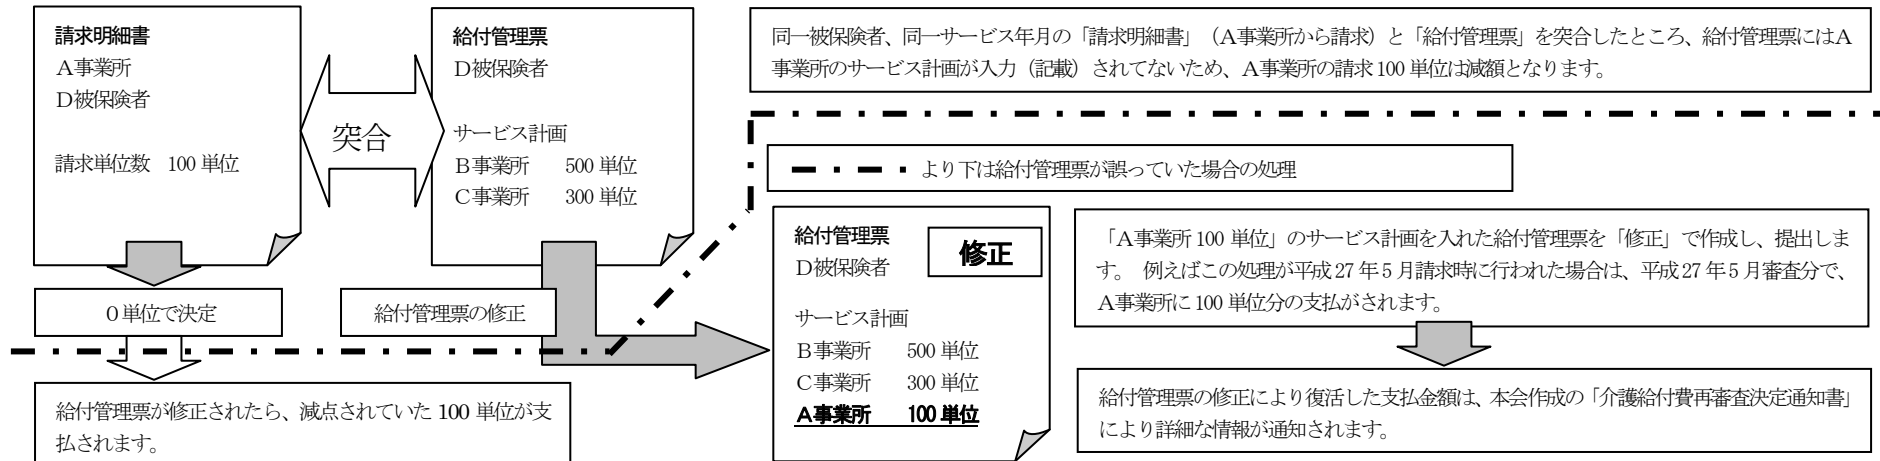 請求明細書
A事業所
D被保険者
請求単位数 100単位
突合
給付管理票
D被保険者
サービス計画
B事業所 500単位
C事業所 300単位
同一被保険者、同一サービス年月の「請求明細書」（A事業所から請求）と「給付管理票」を突合したところ、給付管理票にはA
事業所のサービス計画が入力（記載）されてないため、A事業所の請求100単位は減額となります。
より下は給付管理票が誤っていた場合の処理
0単位で決定
給付管理票の修正
給付管理票が修正されたら、減点されていた100単位が支
払されます。
給付管理票
修正
D被保険者
サービス計画
B事業所 500単位
C事業所 300単位
A事業所 100単位
「A事業所100単位」のサービス計画を入れた給付管理票を「修正」で作成し、提出しま
す。 例えばこの処理が平成27年5月請求時に行われた場合は、平成27年5月審査分で、
A事業所に100単位分の支払がされます。
給付管理票の修正により復活した支払金額は、本会作成の「介護給付費再審査決定通知書」
により詳細な情報が通知されます。